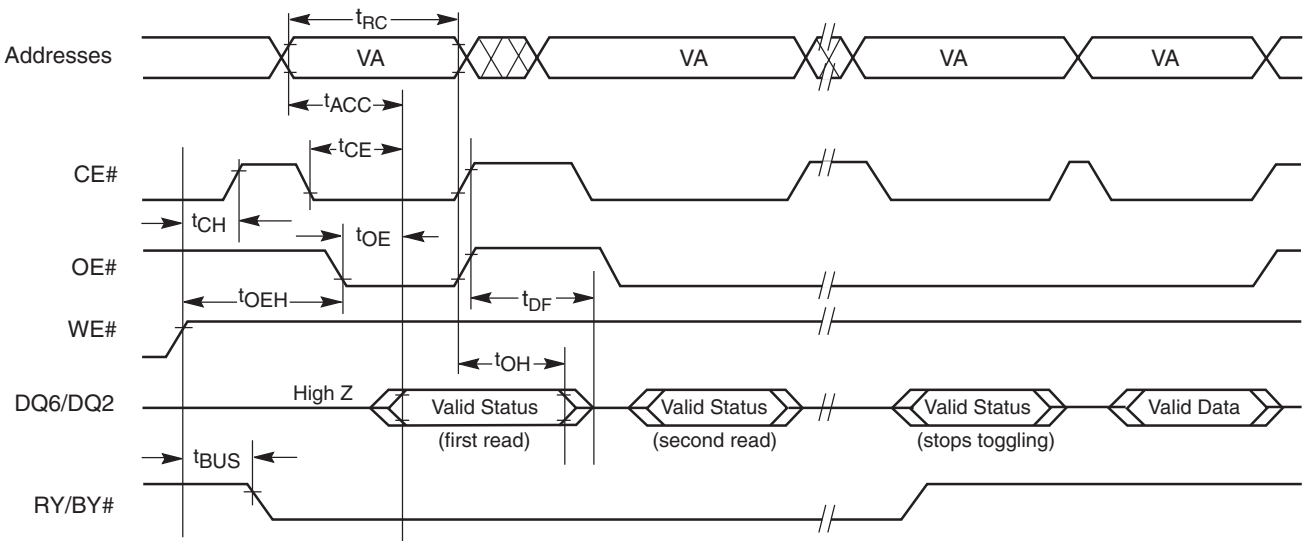 tRC
Addresses VA VA VA VA
tACC
tCE
CE#
tCH
tOE
OE#
tOEH
tDF
WE#
tOH
High Z
DQ6/DQ2 Valid Status Valid Status Valid Status Valid Data
(first read) (second read) (stops toggling)
tBUS
RY/BY#